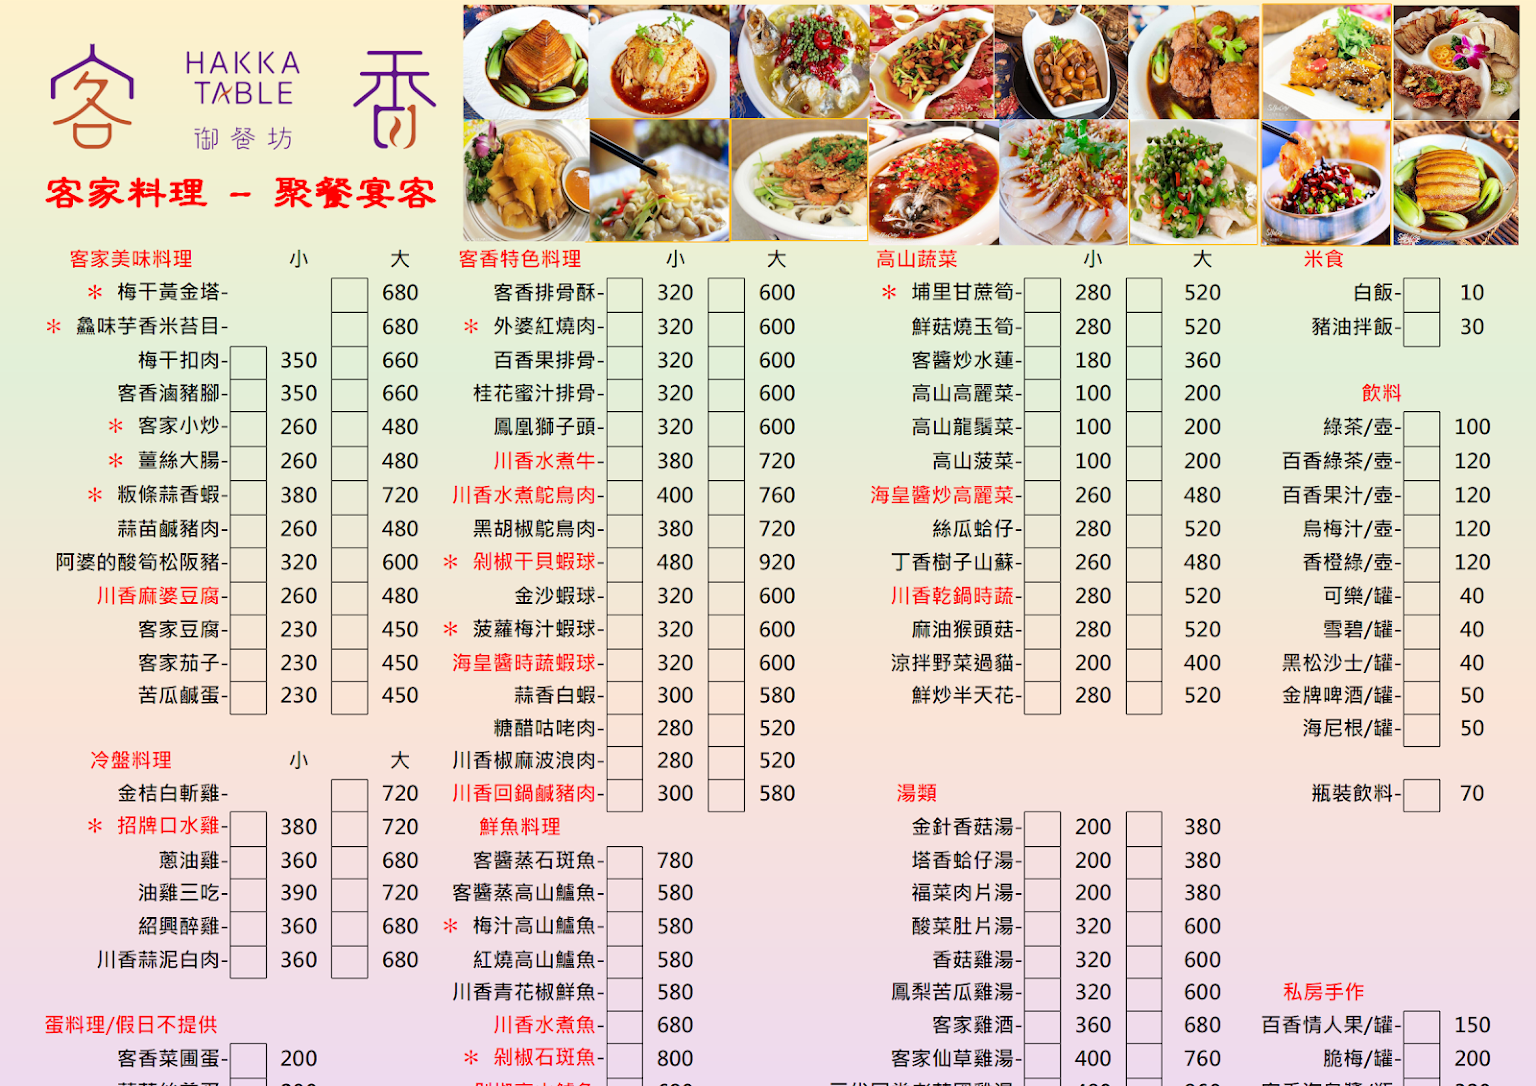 客 HAKKA TABLE 香
御餐坊
客家料理 － 聚餐宴客
客家美味料理 小 大
＊ 梅干黃金塔- 680
＊ 鱻味芋香米苔目- 680
梅干扣肉- 350 660
客香滷豬腳- 350 660
＊ 客家小炒- 260 480
＊ 薑絲大腸- 260 480
＊ 粄條蒜香蝦- 380 720
蒜苗鹹豬肉- 260 480
阿婆的酸筍松阪豬- 320 600
川香麻婆豆腐- 260 480
客家豆腐- 230 450
客家茄子- 230 450
苦瓜鹹蛋- 230 450
冷盤料理 小 大
金桔白斬雞- 720
＊ 招牌口水雞- 380 720
蔥油雞- 360 680
油雞三吃- 390 720
紹興醉雞- 360 680
川香蒜泥白肉- 360 680
蛋料理/假日不提供
客香菜圃蛋- 200
客香特色料理 小 大
客香排骨酥- 320 600
＊ 外婆紅燒肉- 320 600
百香果排骨- 320 600
桂花蜜汁排骨- 320 600
鳳凰獅子頭- 320 600
川香水煮牛- 380 720
川香水煮鴕鳥肉- 400 760
黑胡椒鴕鳥肉- 380 720
＊ 剁椒干貝蝦球- 480 920
金沙蝦球- 320 600
＊ 菠蘿梅汁蝦球- 320 600
海皇醬時蔬蝦球- 320 600
蒜香白蝦- 300 580
糖醋咕咾肉- 280 520
川香椒麻波浪肉- 280 520
川香回鍋鹹豬肉- 300 580
鮮魚料理
客醬蒸石斑魚- 780
客醬蒸高山鱸魚- 580
＊ 梅汁高山鱸魚- 580
紅燒高山鱸魚- 580
川香青花椒鮮魚- 580
川香水煮魚- 680
＊ 剁椒石斑魚- 800
高山蔬菜 小 大
＊ 埔里甘蔗筍- 280 520
鮮菇燒玉筍- 280 520
客醬炒水蓮- 180 360
高山高麗菜- 100 200
高山龍鬚菜- 100 200
高山菠菜- 100 200
海皇醬炒高麗菜- 260 480
絲瓜蛤仔- 280 520
丁香樹子山蘇- 260 480
川香乾鍋時蔬- 280 520
麻油猴頭菇- 280 520
涼拌野菜過貓- 200 400
鮮炒半天花- 280 520
湯類
金針香菇湯- 200 380
塔香蛤仔湯- 200 380
福菜肉片湯- 200 380
酸菜肚片湯- 320 600
香菇雞湯- 320 600
鳳梨苦瓜雞湯- 320 600
客家雞酒- 360 680
客家仙草雞湯- 400 760
米食
白飯- 10
豬油拌飯- 30
飲料
綠茶/壺- 100
百香綠茶/壺- 120
百香果汁/壺- 120
烏梅汁/壺- 120
香橙綠/壺- 120
可樂/罐- 40
雪碧/罐- 40
黑松沙士/罐- 40
金牌啤酒/罐- 50
海尼根/罐- 50
瓶裝飲料- 70
私房手作
百香情人果/罐- 150
脆梅/罐- 200